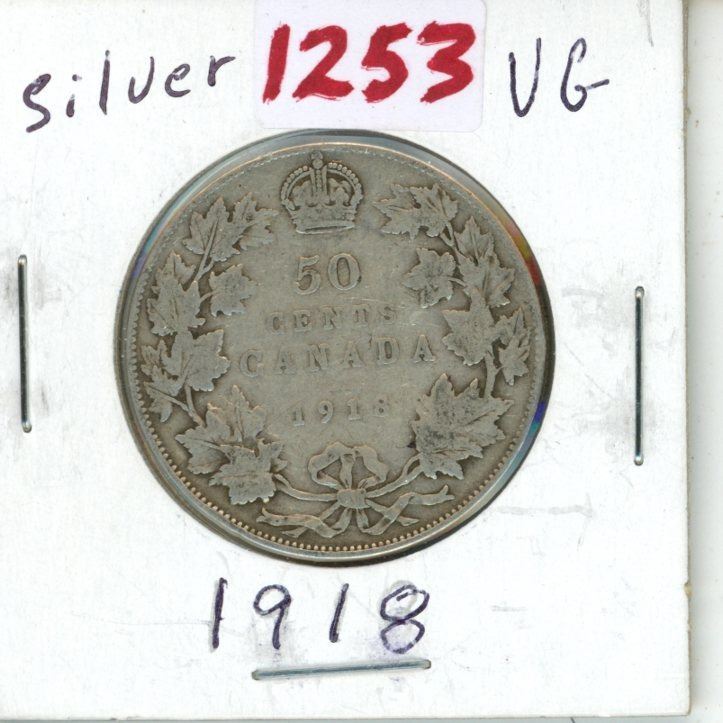 silver 1253 VG
50
CENTS
CANADA
1918
1918